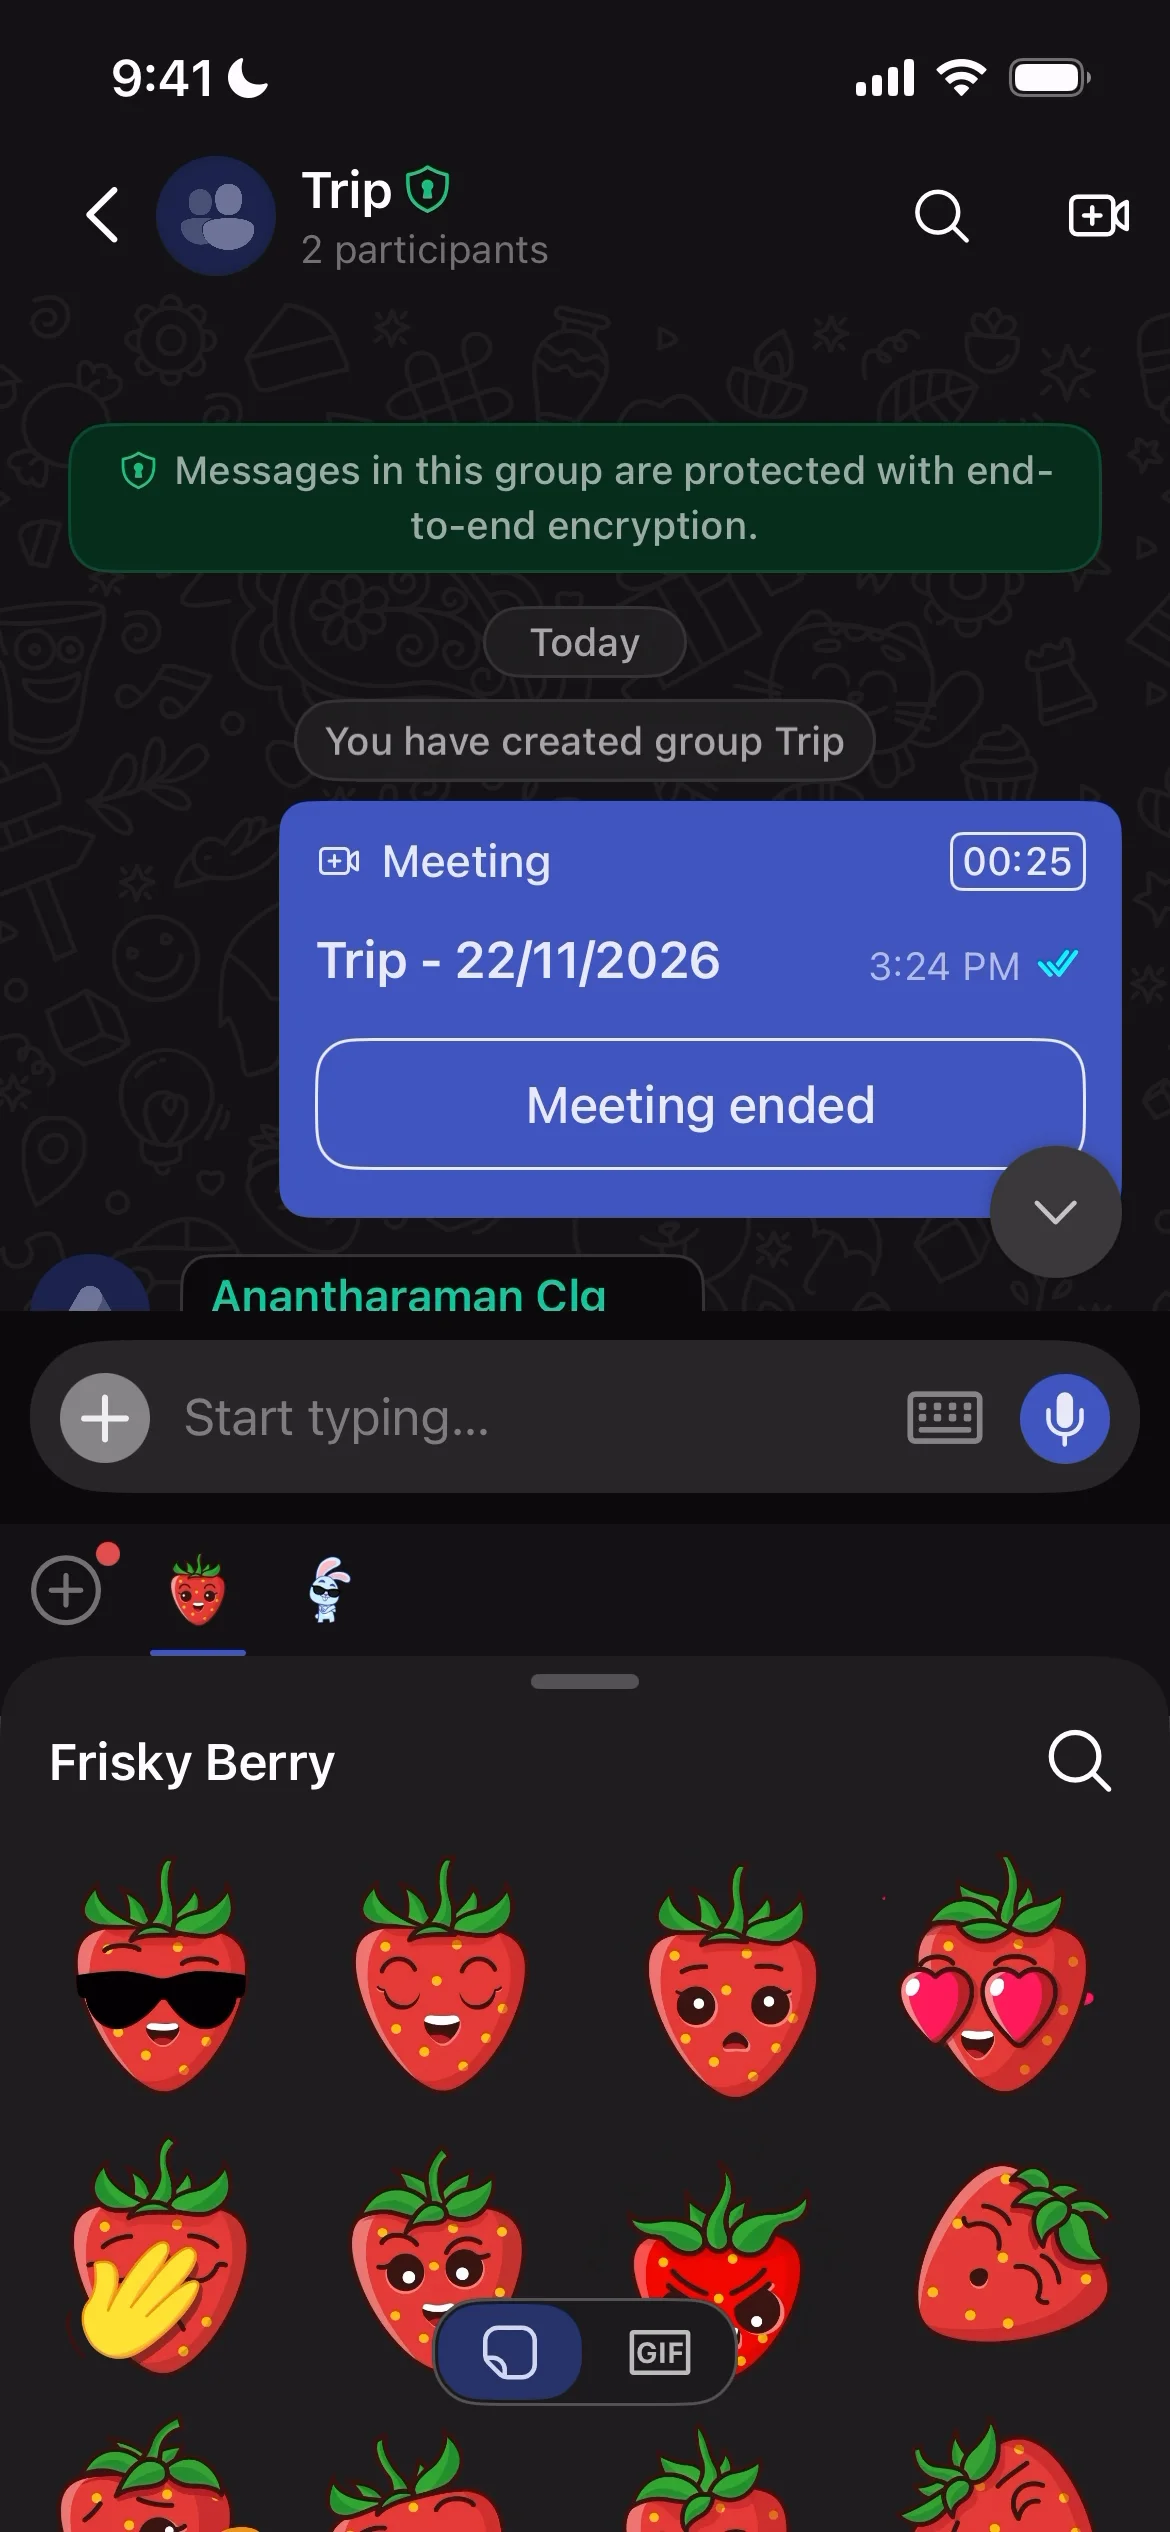 9:41
Trip
2 participants
Messages in this group are protected with end-
to-end encryption.
Today
You have created group Trip
Meeting
00:25
Trip - 22/11/2026
3:24 PM
Meeting ended
Anantharaman Clg
Start typing...
Frisky Berry
GIF